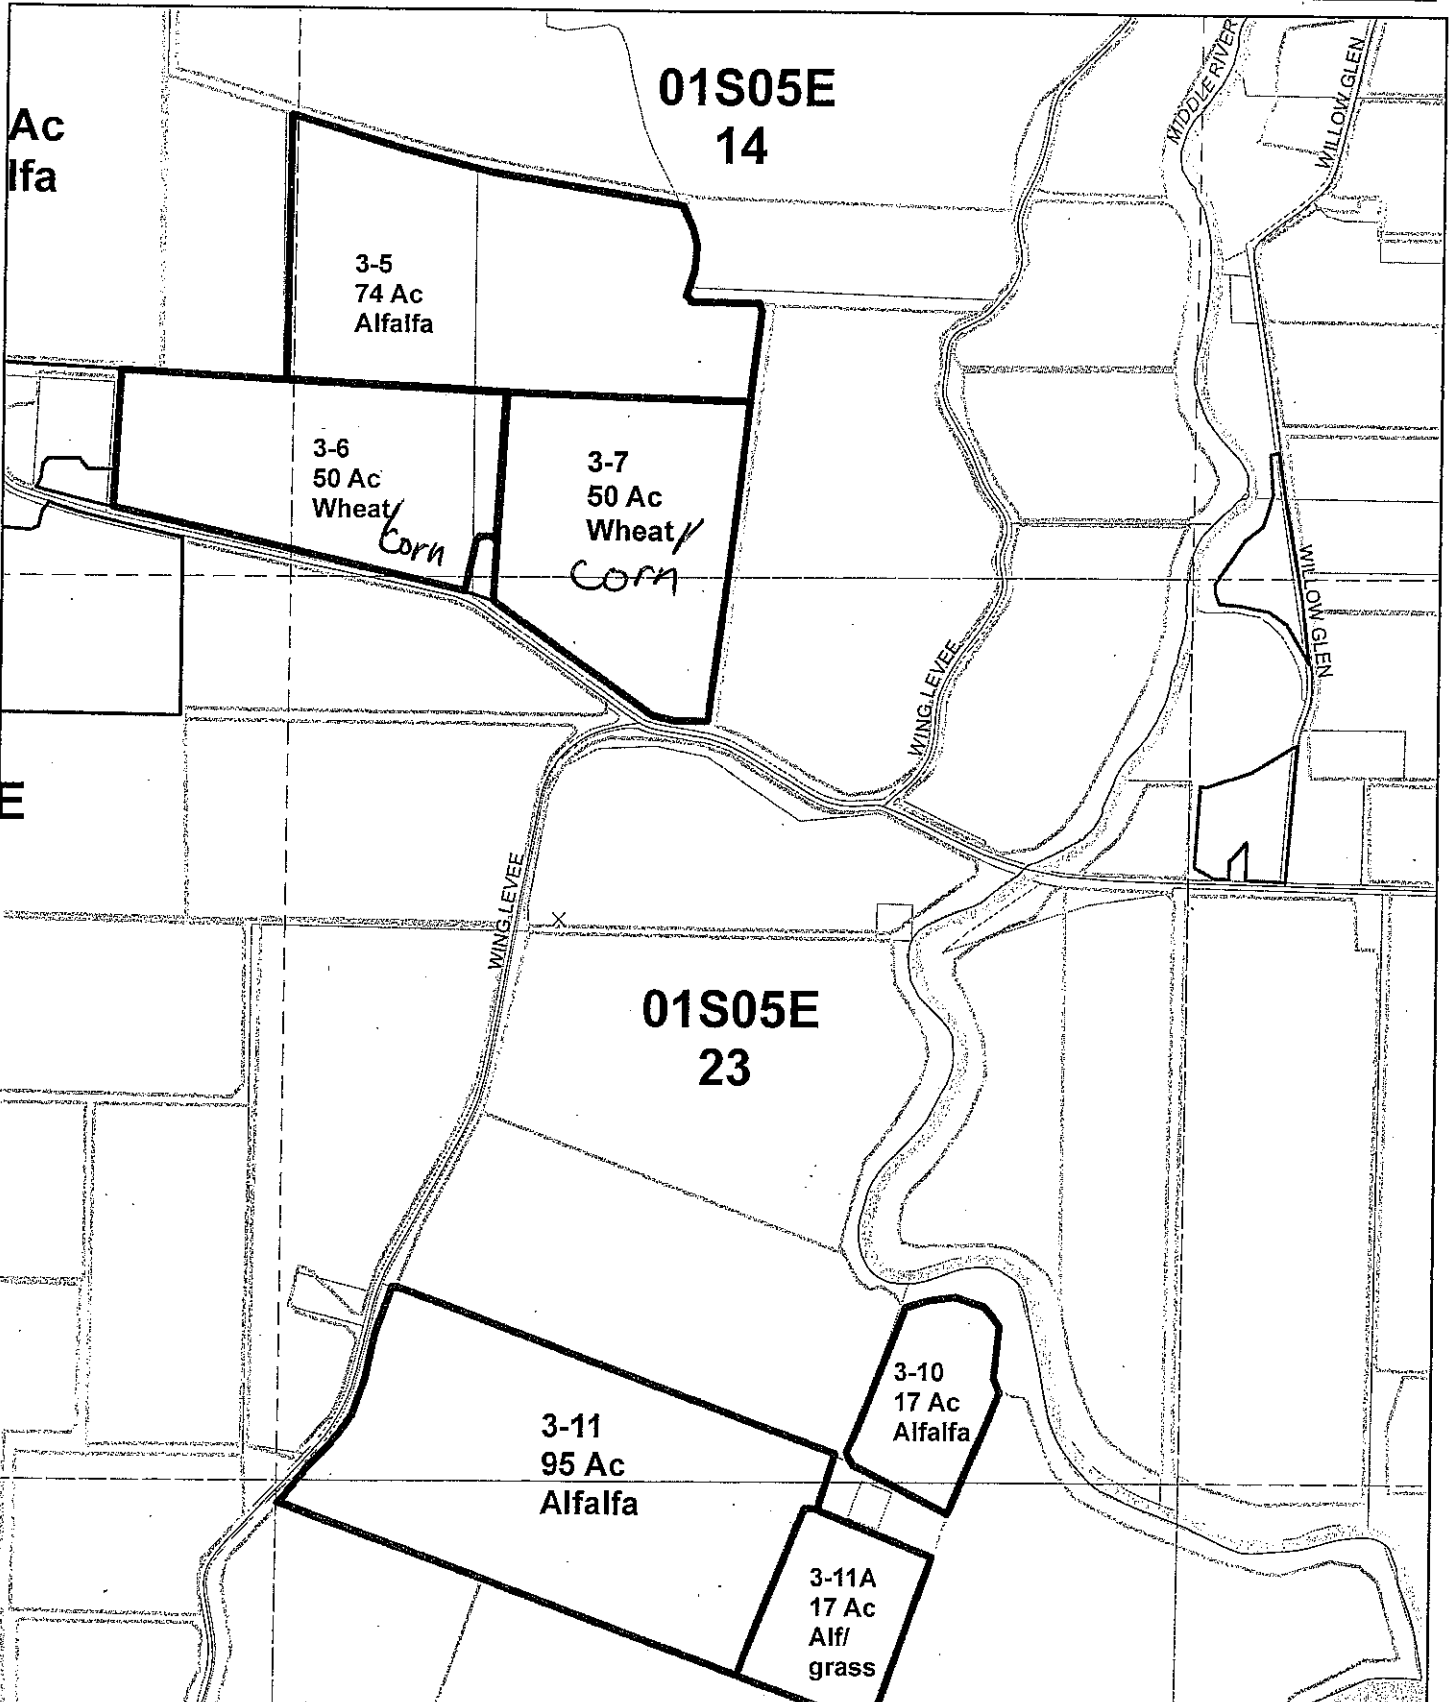 01S05E
14
MIDDLE RIVER
WILLOW GLEN
Ac
lfa
3-5
74 Ac
Alfalfa
3-6
50 Ac
Wheat/
Corn
3-7
50 Ac
Wheat/
Corn
WILLOW GLEN
WING LEVEE
E
WING LEVEE
X
01S05E
23
3-10
17 Ac
Alfalfa
3-11
95 Ac
Alfalfa
3-11A
17 Ac
Alf/
grass